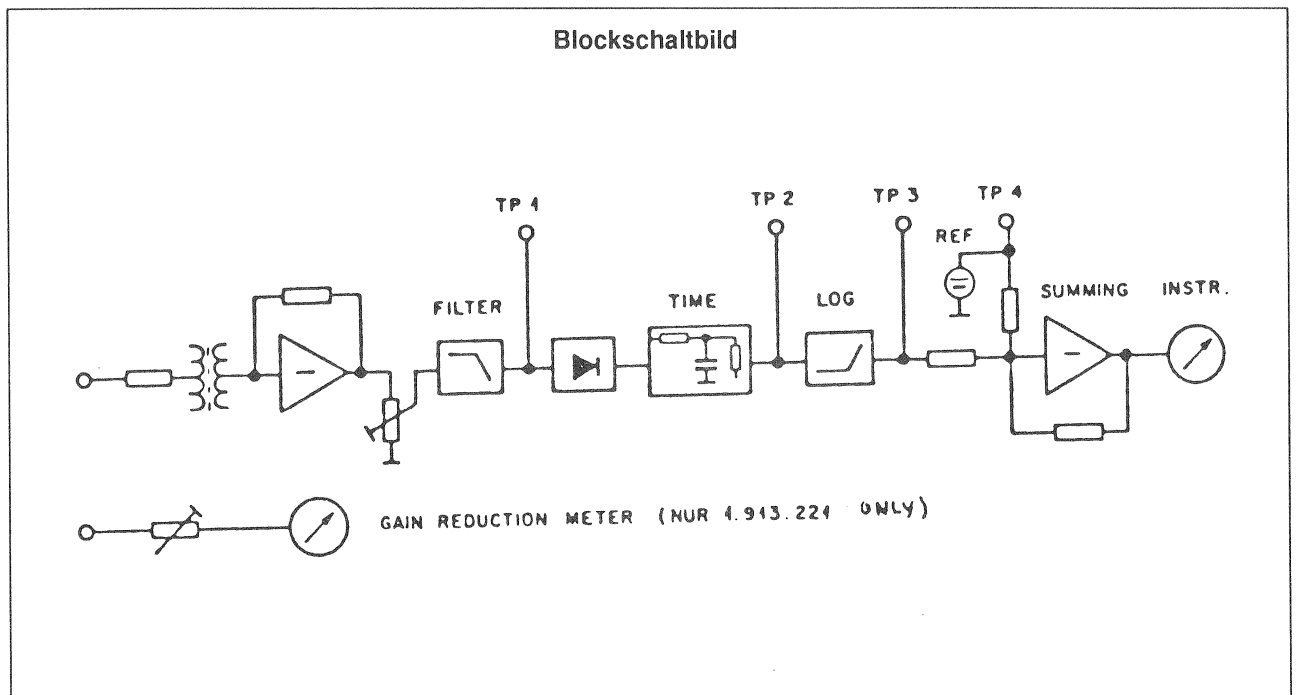 Blockschaltbild
TP 1
TP 2
TP 3
TP 4
REF
FILTER
TIME
LOG
SUMMING
INSTR.
GAIN REDUCTION METER (NUR 1.913.221 ONLY)